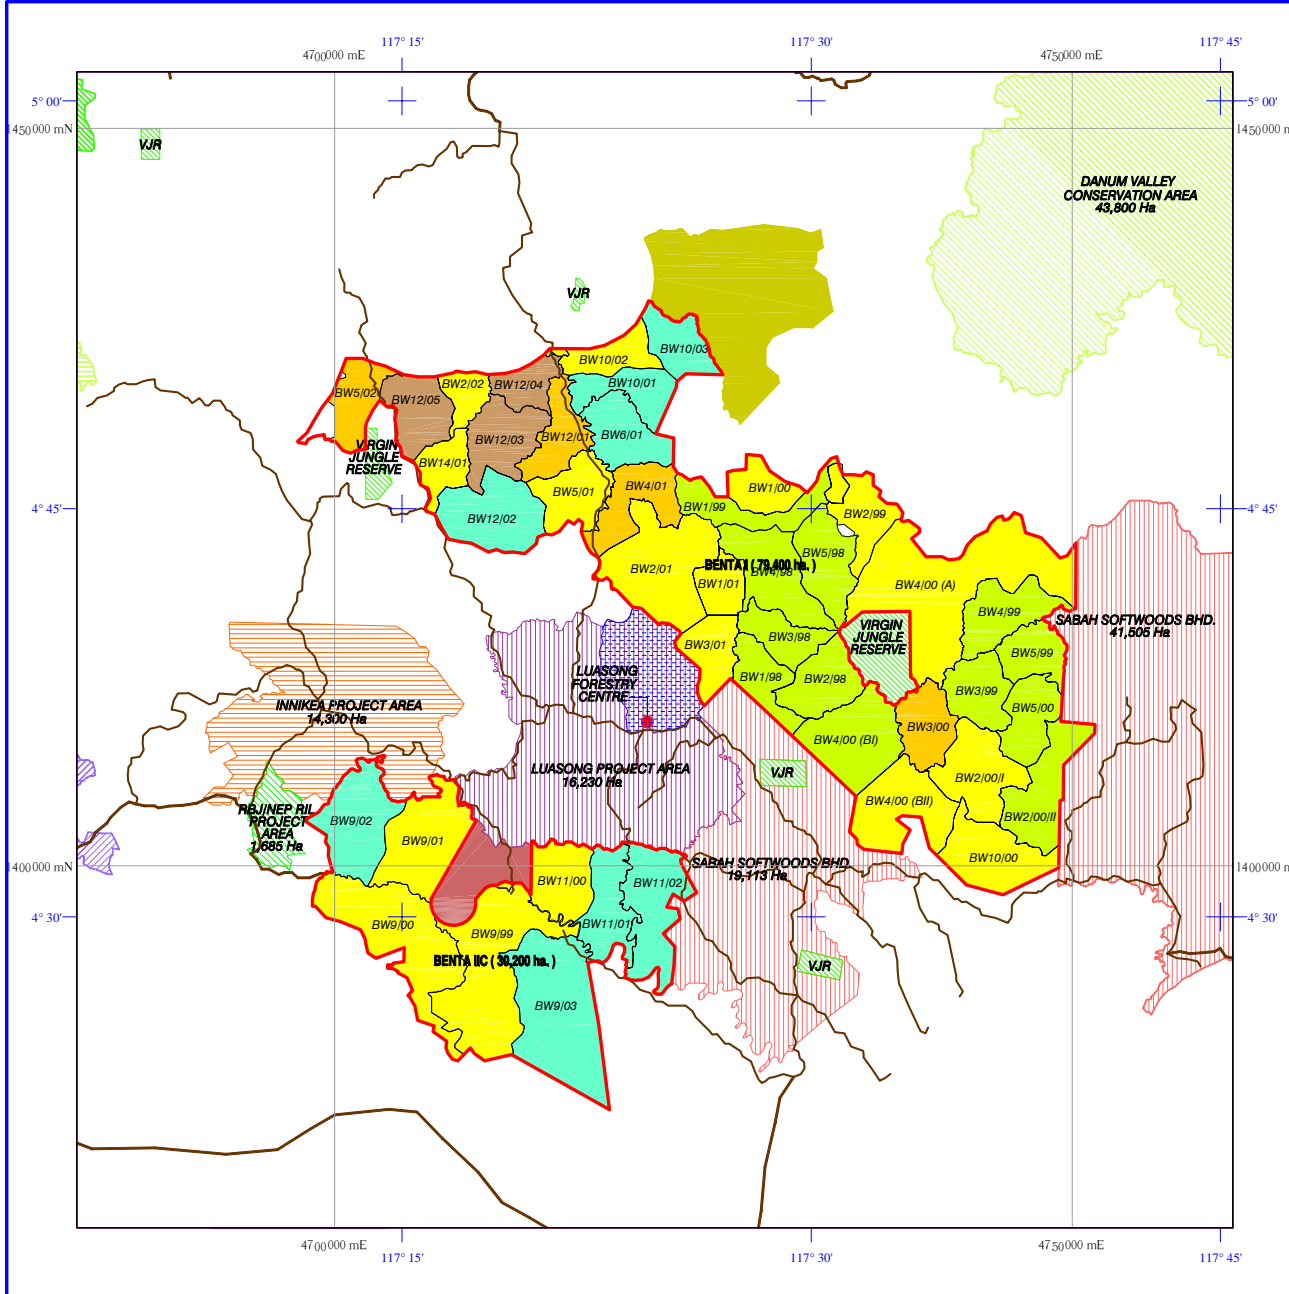 117° 15'
117° 30'
117° 45'
4700000 mE
4750000 mE
5° 00'
5° 00'
1450000 mN
1450000 mN
VJR
DANUM VALLEY
CONSERVATION AREA
43,800 Ha
VJR
BW10/03
BW10/02
BW10/01
BW5/02
BW2/02
BW12/04
BW12/05
BW12/03
BW12/01
BW6/01
VIRGIN
JUNGLE
RESERVE
BW14/01
BW5/01
BW4/01
BW12/02
BW1/99
BW1/00
BW2/99
4° 45'
4° 45'
BW2/01
BENTA I ( 79,400 ha. )
BW4/98
BW5/98
BW1/01
BW4/00 (A)
BW4/99
SABAH SOFTWOODS BHD.
41,505 Ha
VIRGIN
JUNGLE
RESERVE
BW3/01
BW3/98
BW5/99
LUASONG
FORESTRY
CENTRE
BW1/98
BW2/98
BW3/99
BW5/00
INNIKEA PROJECT AREA
14,300 Ha
BW3/00
BW4/00 (BI)
LUASONG PROJECT AREA
16,230 Ha
VJR
BW2/00/I
BW4/00 (BII)
BW2/00/II
RBJ/NEP RIL
PROJECT
AREA
1,685 Ha
BW9/02
BW9/01
BW10/00
1400000 mN
1400000 mN
SABAH SOFTWOODS BHD.
19,113 Ha
BW11/00
BW11/02
BW11/01
4° 30'
4° 30'
BW9/00
BW9/99
BENTA IIC ( 39,200 ha. )
VJR
BW9/03
4700000 mE
4750000 mE
117° 15'
117° 30'
117° 45'